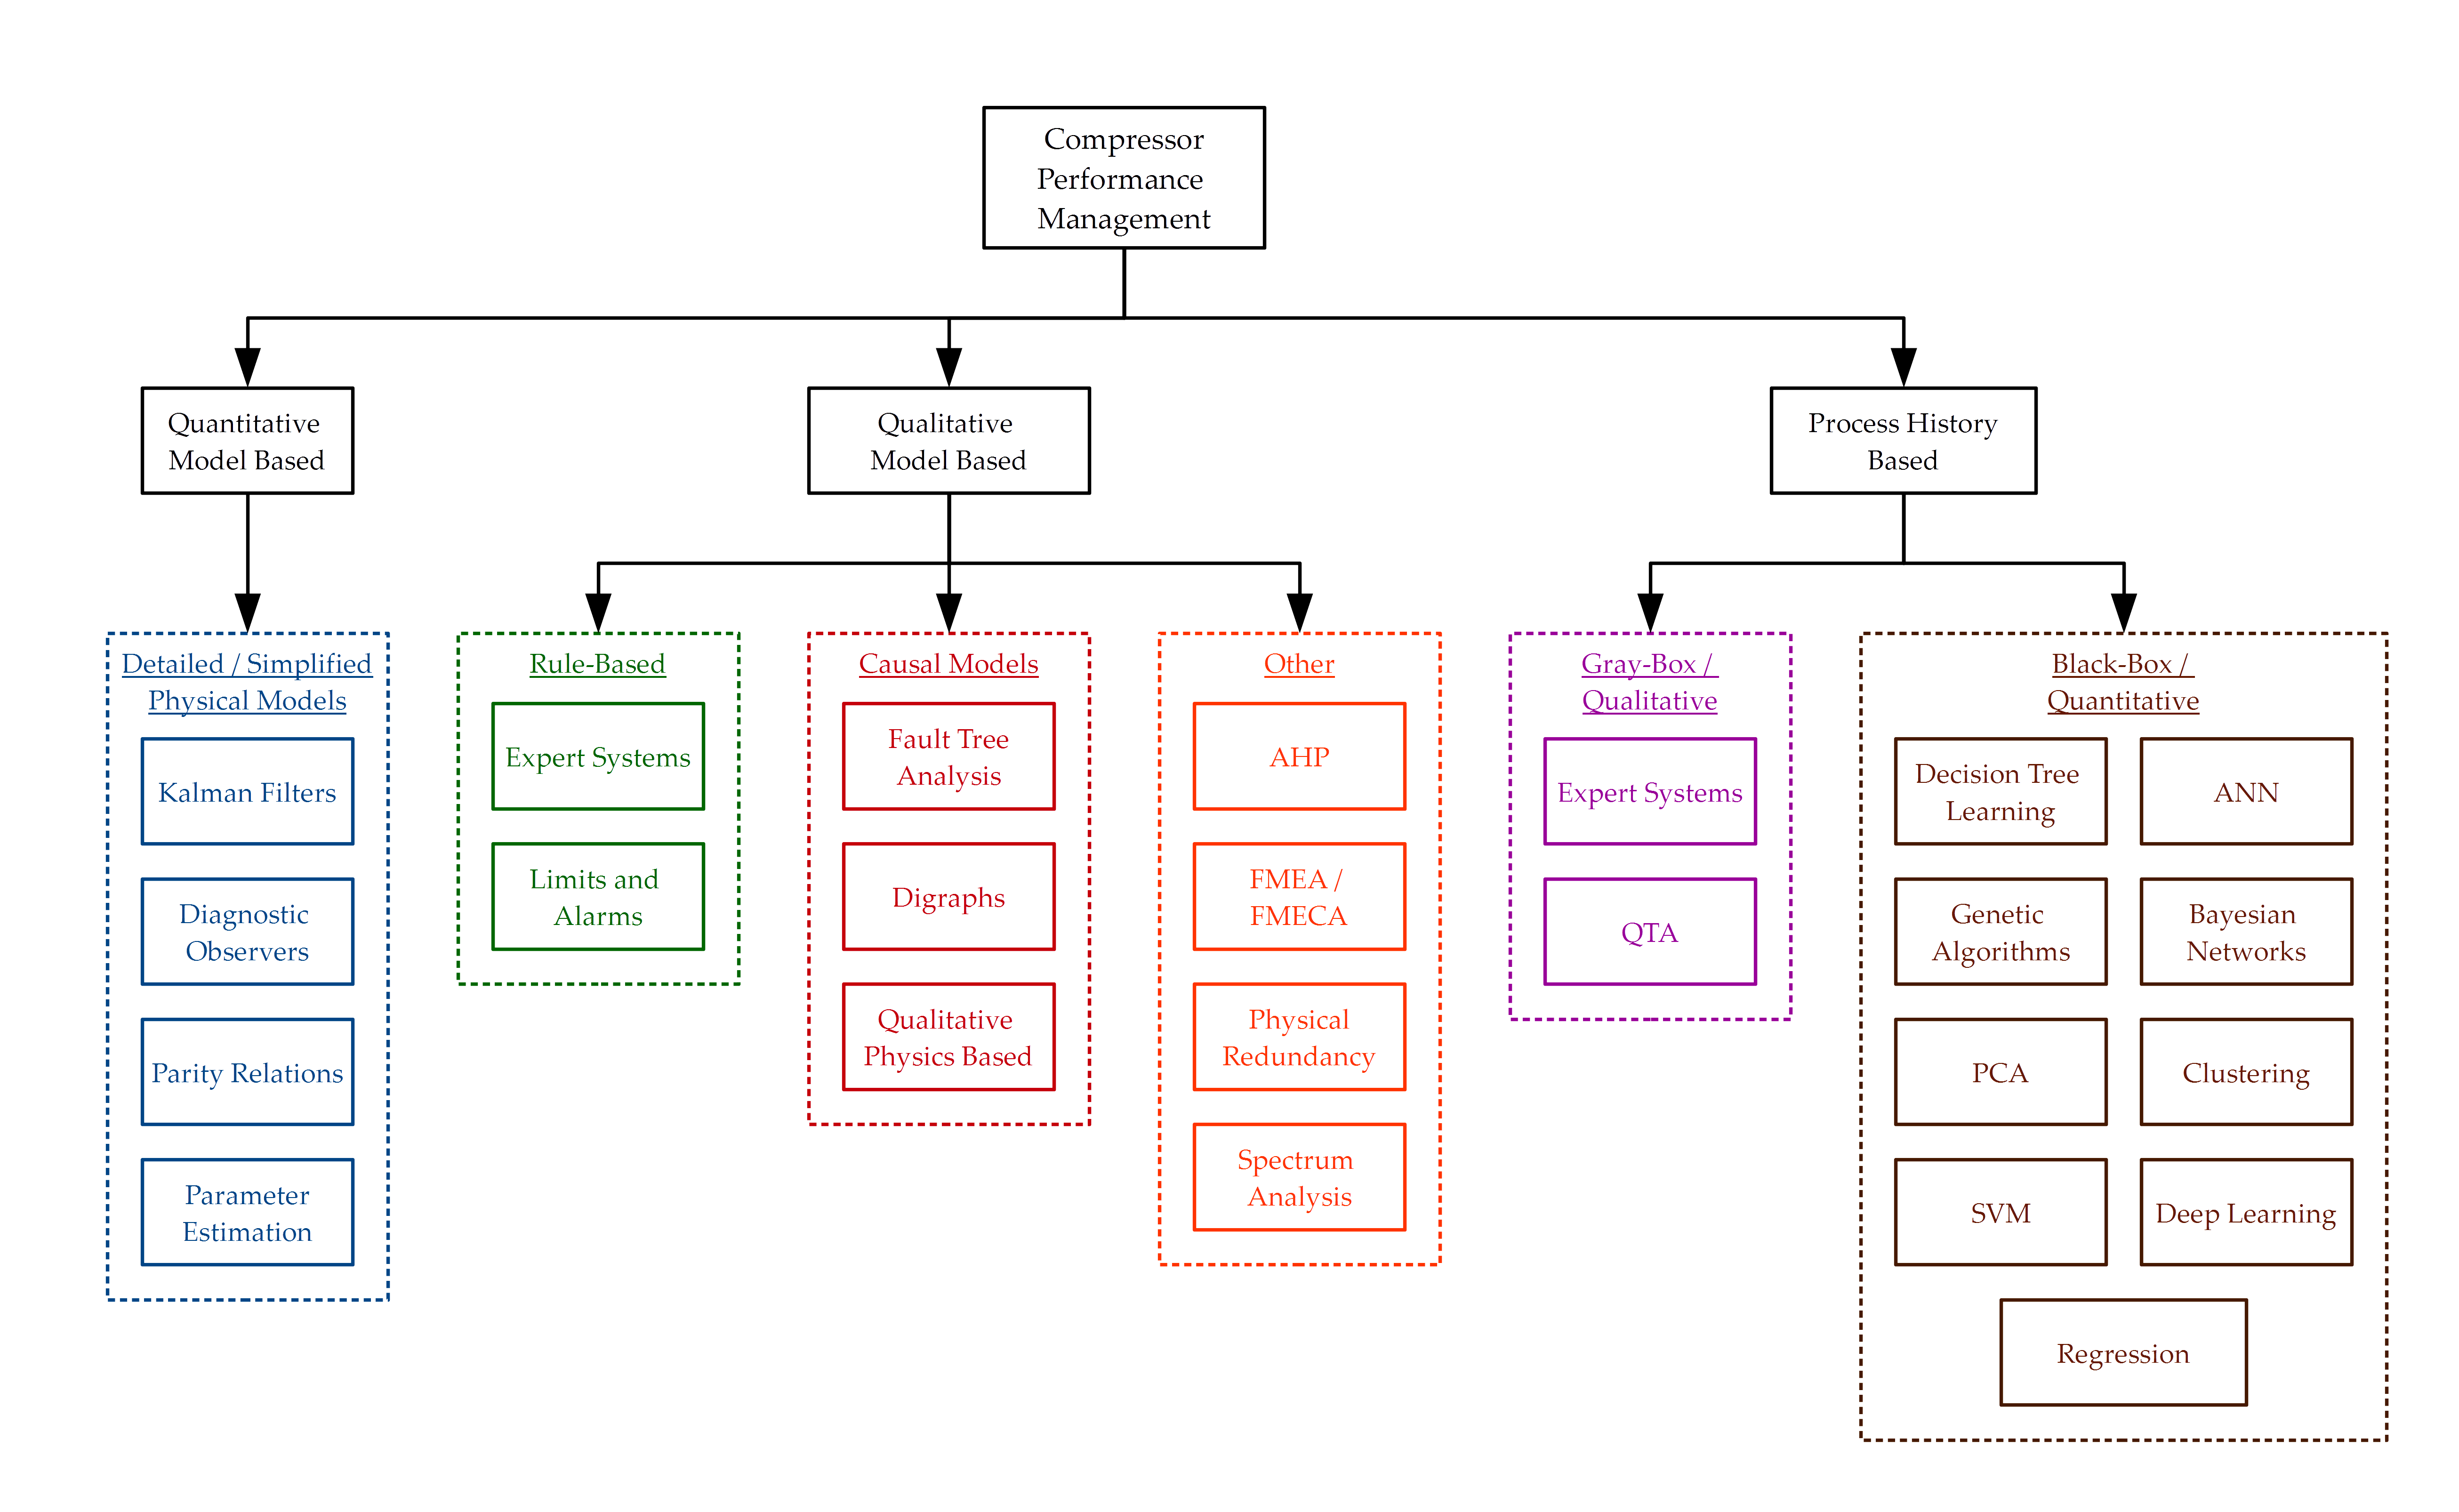 Compressor
Performance
Management
Quantitative
Model Based
Qualitative
Model Based
Process History
Based
Detailed / Simplified
Physical Models
Kalman Filters
Diagnostic
Observers
Parity Relations
Parameter
Estimation
Rule-Based
Expert Systems
Limits and
Alarms
Causal Models
Fault Tree
Analysis
Digraphs
Qualitative
Physics Based
Other
AHP
FMEA /
FMECA
Physical
Redundancy
Spectrum
Analysis
Gray-Box /
Qualitative
Expert Systems
QTA
Black-Box /
Quantitative
Decision Tree
Learning
ANN
Genetic
Algorithms
Bayesian
Networks
PCA
Clustering
SVM
Deep Learning
Regression